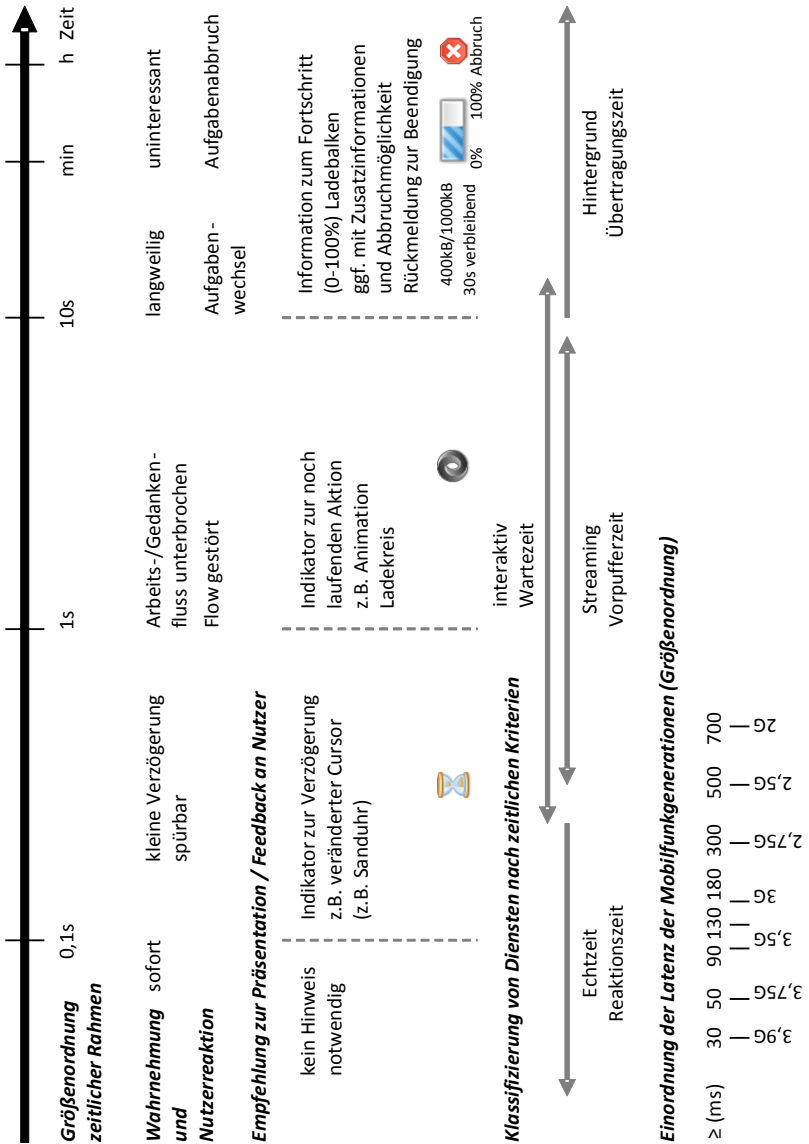 Größenordnung
zeitlicher Rahmen
0,1s
1s
10s
min
h
Zeit
Wahrnehmung
und
Nutzerreaktion
sofort
kleine Verzögerung
spürbar
Arbeits-/Gedanken-
fluss unterbrochen
Flow gestört
langweilig
Aufgaben-
wechsel
uninteressant
Aufgabenabbruch
Empfehlung zur Präsentation / Feedback an Nutzer
kein Hinweis
notwendig
Indikator zur Verzögerung
z.B. veränderter Cursor
(z.B. Sanduhr)
Indikator zur noch
laufenden Aktion
z.B. Animation
Ladekreis
Information zum Fortschritt
(0-100%) Ladebalken
ggf. mit Zusatzinformationen
und Abbruchmöglichkeit
Rückmeldung zur Beendigung
400kB/1000kB
30s verbleibend
0%
100%
Abbruch
Klassifizierung von Diensten nach zeitlichen Kriterien
interaktiv
Wartezeit
Echtzeit
Reaktionszeit
Streaming
Vorpufferzeit
Hintergrund
Übertragungszeit
Einordnung der Latenz der Mobilfunkgenerationen (Größenordnung)
≥ (ms) 30 50 90 130 180 300 500 700
3,9G 3,75G 3,5G 3G 2,75G 2,5G 2G